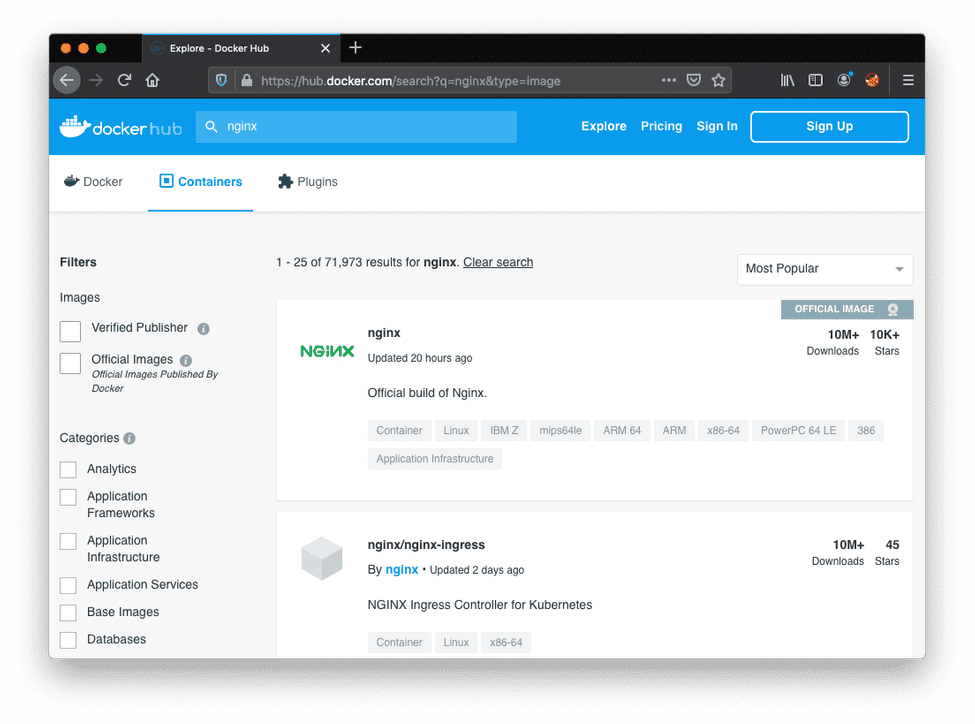 Explore - Docker Hub
https://hub.docker.com/search?q=nginx&type=image
docker hub
nginx
Explore
Pricing
Sign In
Sign Up
Docker
Containers
Plugins
Filters
1 - 25 of 71,973 results for nginx. Clear search
Most Popular
Images
Verified Publisher
Official Images
Official Images Published By
Docker
Categories
Analytics
Application
Frameworks
Application
Infrastructure
Application Services
Base Images
Databases
OFFICIAL IMAGE
NGINX
nginx
10M+ 10K+
Downloads Stars
Updated 20 hours ago
Official build of Nginx.
Container Linux IBM Z mips64le ARM 64 ARM x86-64 PowerPC 64 LE 386
Application Infrastructure
nginx/nginx-ingress
10M+ 45
Downloads Stars
By nginx • Updated 2 days ago
NGINX Ingress Controller for Kubernetes
Container Linux x86-64